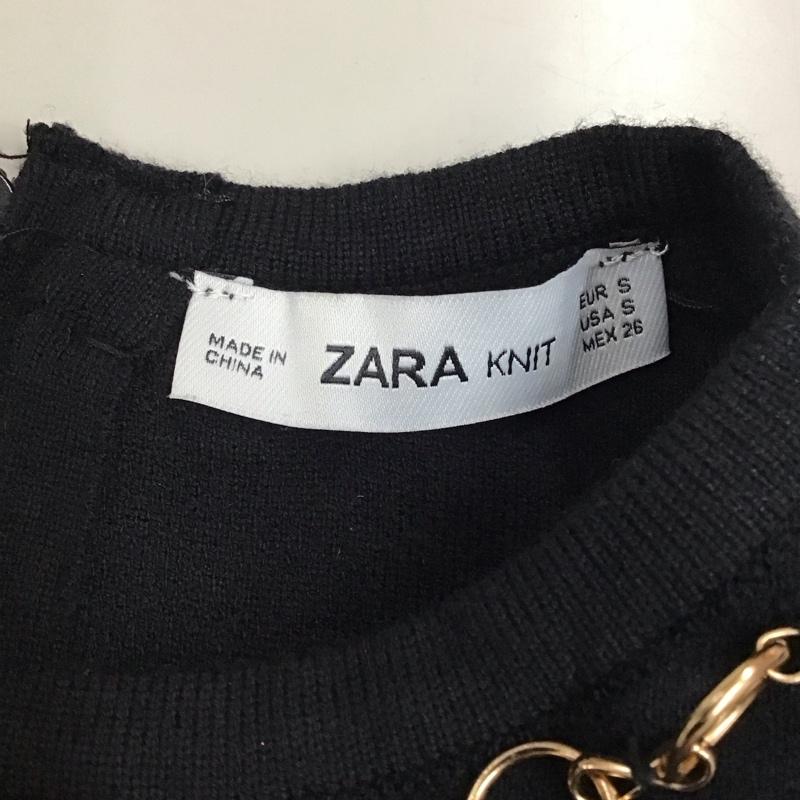 MADE IN
CHINA
ZARA KNIT
EUR S
USA S
MEX 26